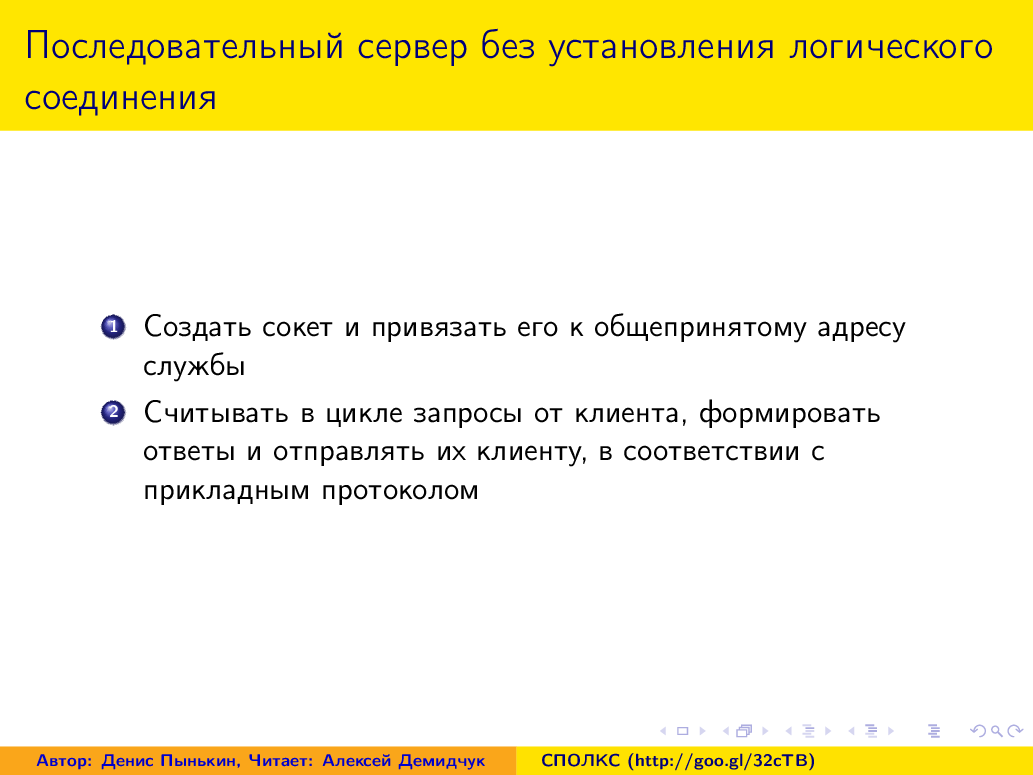 Последовательный сервер без установления логического
соединения
1 Создать сокет и привязать его к общепринятому адресу
службы
2 Считывать в цикле запросы от клиента, формировать
ответы и отправлять их клиенту, в соответствии с
прикладным протоколом
Автор: Денис Пынькин, Читает: Алексей Демидчук СПОЛКС (http://goo.gl/32cTB)